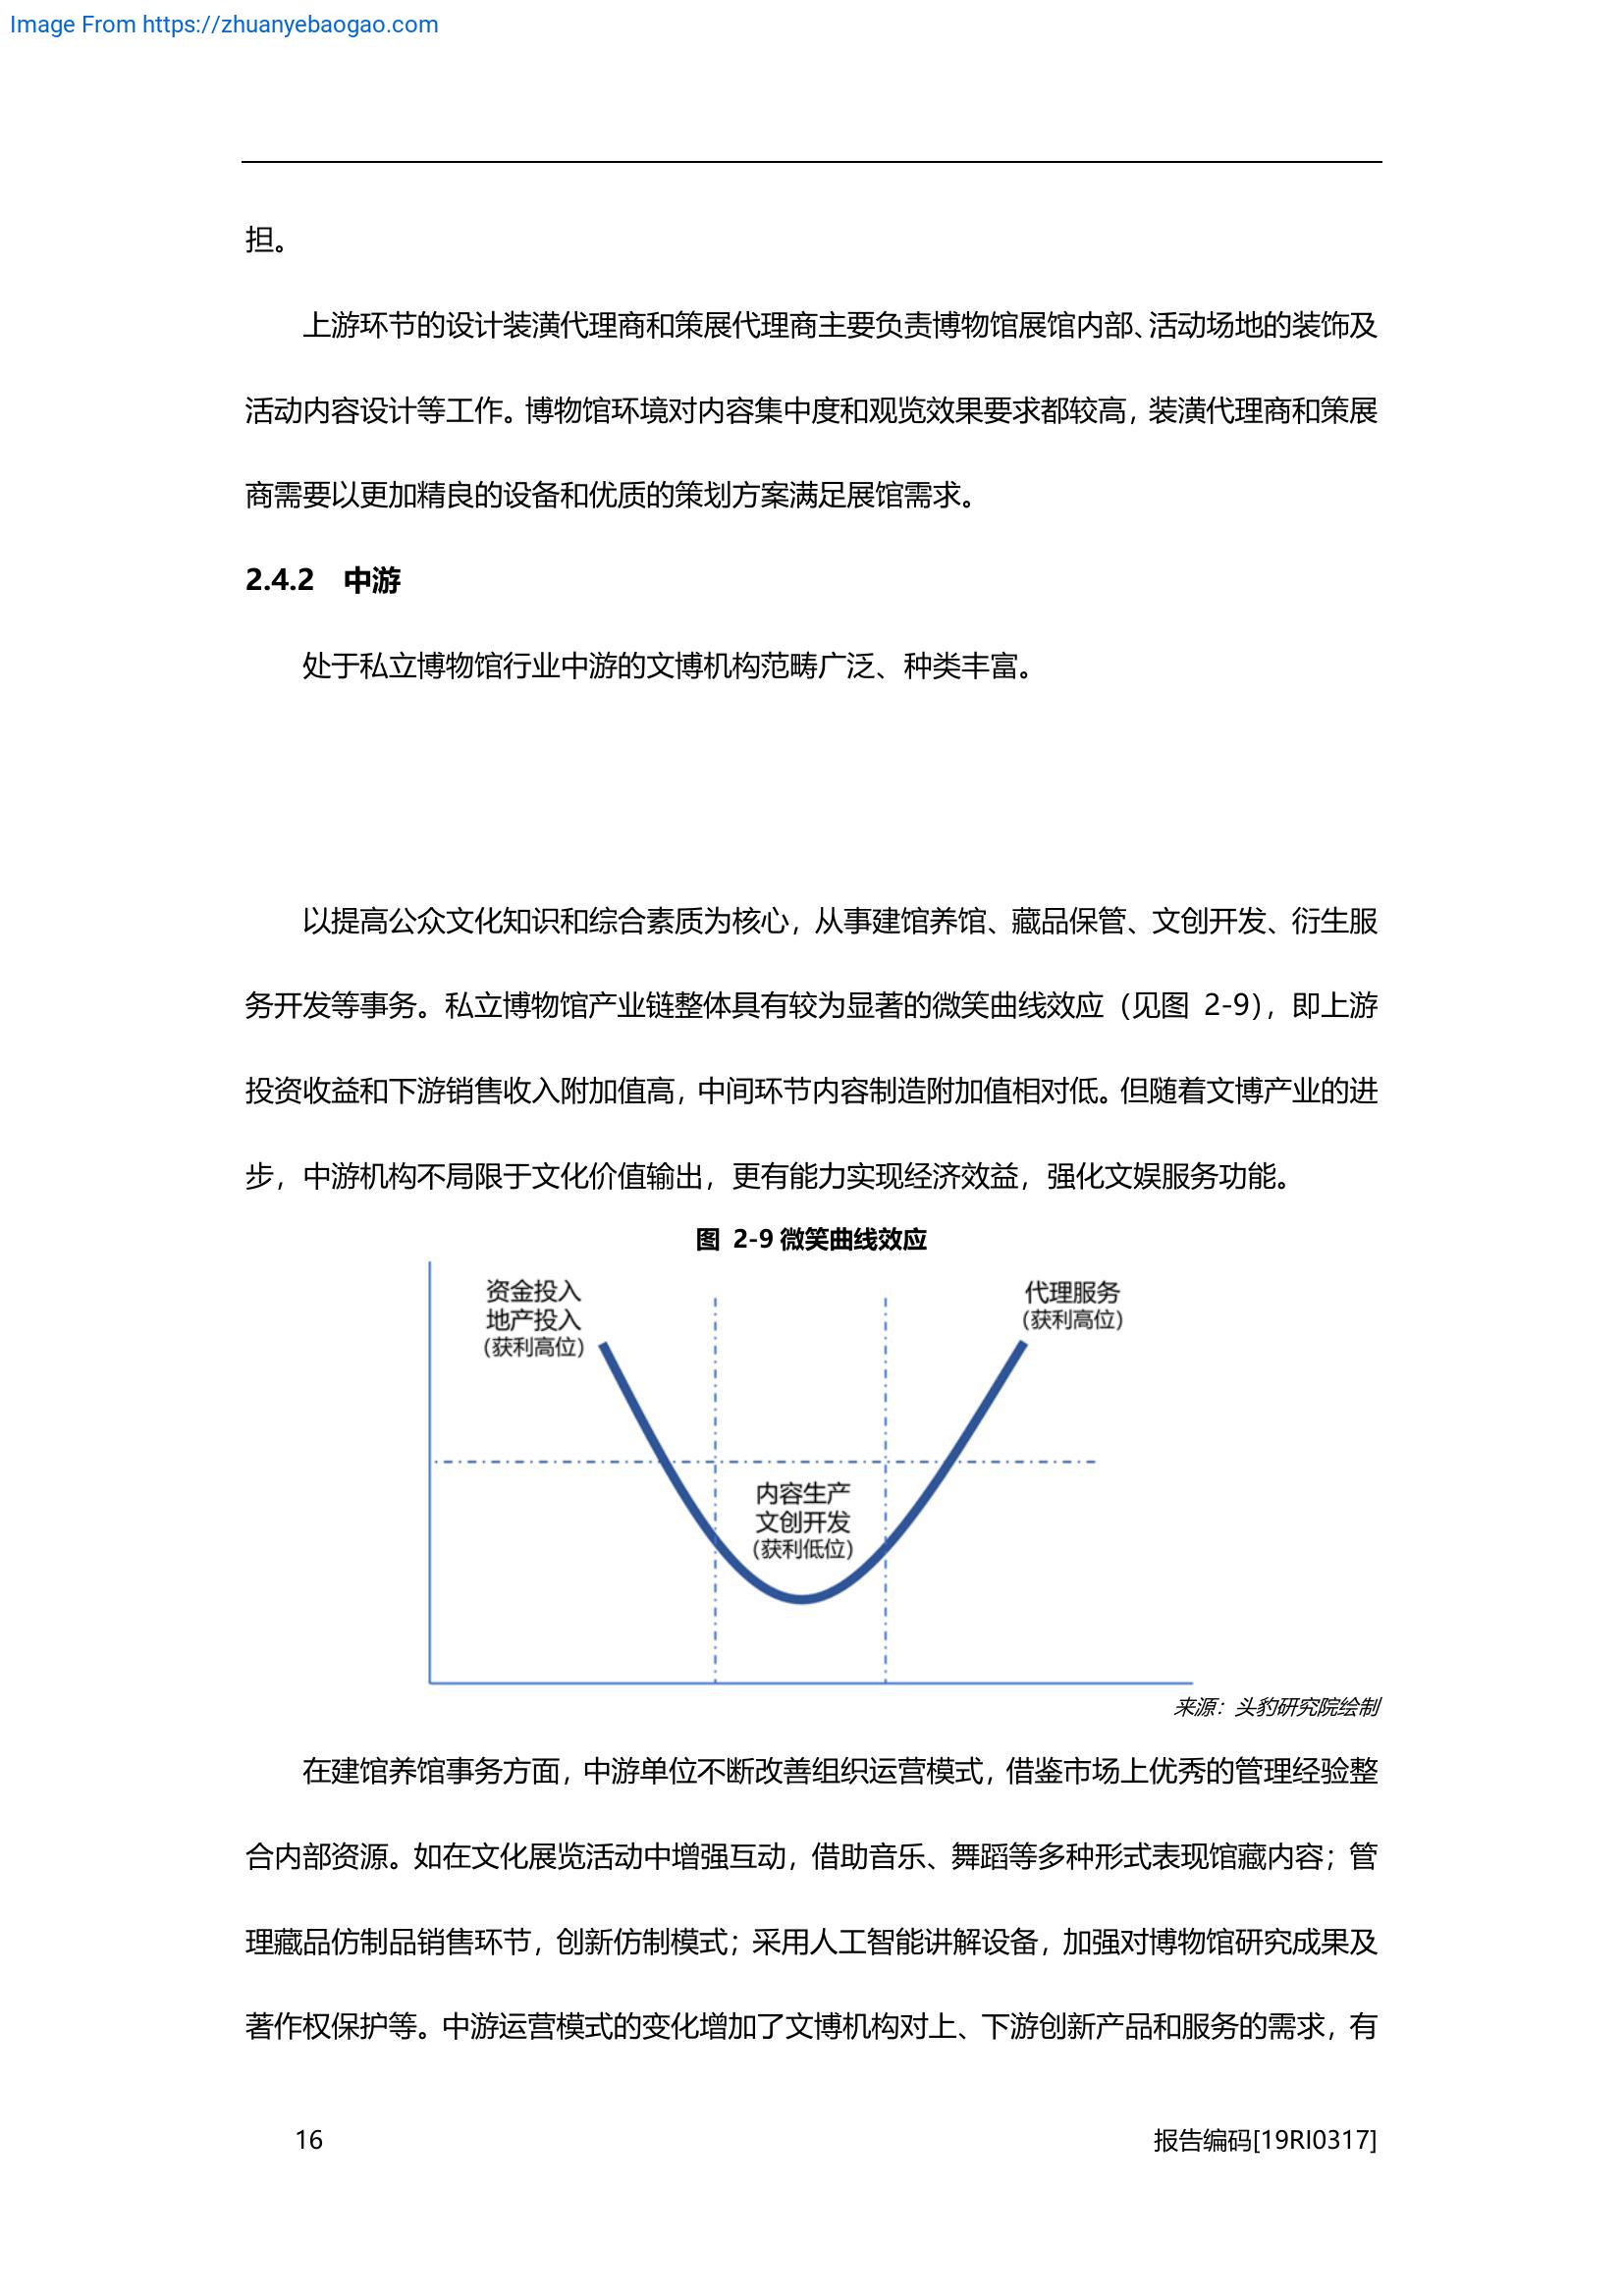 Image From https://zhuanyebaogao.com
担。
上游环节的设计装潢代理商和策展代理商主要负责博物馆展馆内部、活动场地的装饰及
活动内容设计等工作。博物馆环境对内容集中度和观览效果要求都较高，装潢代理商和策展
商需要以更加精良的设备和优质的策划方案满足展馆需求。
2.4.2 中游
处于私立博物馆行业中游的文博机构范畴广泛、种类丰富。
以提高公众文化知识和综合素质为核心，从事建馆养馆、藏品保管、文创开发、衍生服
务开发等事务。私立博物馆产业链整体具有较为显著的微笑曲线效应（见图 2-9），即上游
投资收益和下游销售收入附加值高，中间环节内容制造附加值相对低。但随着文博产业的进
步，中游机构不局限于文化价值输出，更有能力实现经济效益，强化文娱服务功能。
图 2-9 微笑曲线效应
资金投入
地产投入
（获利高位）
代理服务
（获利高位）
内容生产
文创开发
（获利低位）
来源：头豹研究院绘制
在建馆养馆事务方面，中游单位不断改善组织运营模式，借鉴市场上优秀的管理经验整
合内部资源。如在文化展览活动中增强互动，借助音乐、舞蹈等多种形式表现馆藏内容；管
理藏品仿制品销售环节，创新仿制模式；采用人工智能讲解设备，加强对博物馆研究成果及
著作权保护等。中游运营模式的变化增加了文博机构对上、下游创新产品和服务的需求，有
16
报告编码[19RI0317]